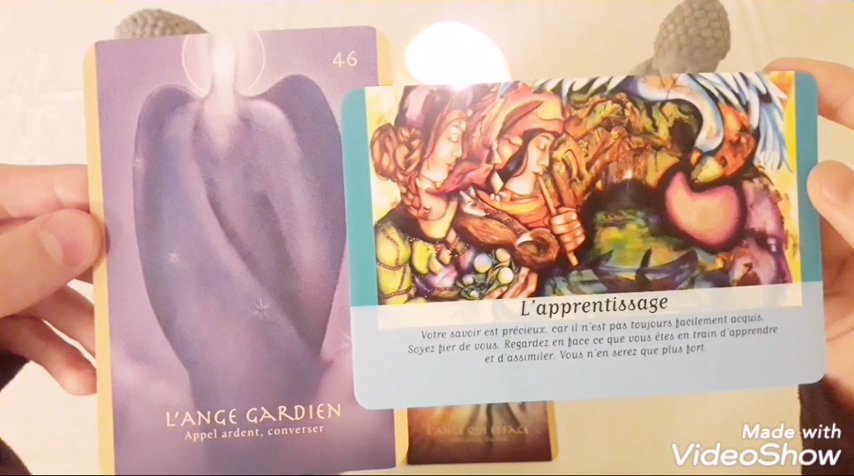 46
L'ANGE GARDIEN
Appel ardent, converser
L'apprentissage
Votre savoir est précieux, car il n'est pas toujours facilement acquis.
Soyez fier de vous. Regardez en face ce que vous êtes en train d'apprendre
et d'assimiler. Vous n'en serez que plus fort.
L'ANGE QUI EFFACE
Made with
VideoShow